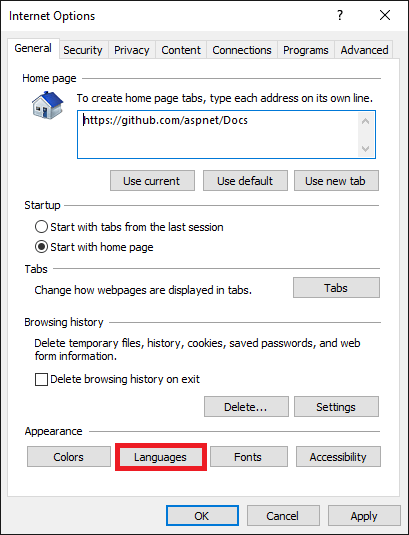 Internet Options
?
General Security Privacy Content Connections Programs Advanced
Home page
To create home page tabs, type each address on its own line.
https://github.com/aspnet/Docs
Use current Use default Use new tab
Startup
Start with tabs from the last session
Start with home page
Tabs
Change how webpages are displayed in tabs. Tabs
Browsing history
Delete temporary files, history, cookies, saved passwords, and web
form information.
Delete browsing history on exit
Delete... Settings
Appearance
Colors Languages Fonts Accessibility
OK Cancel Apply